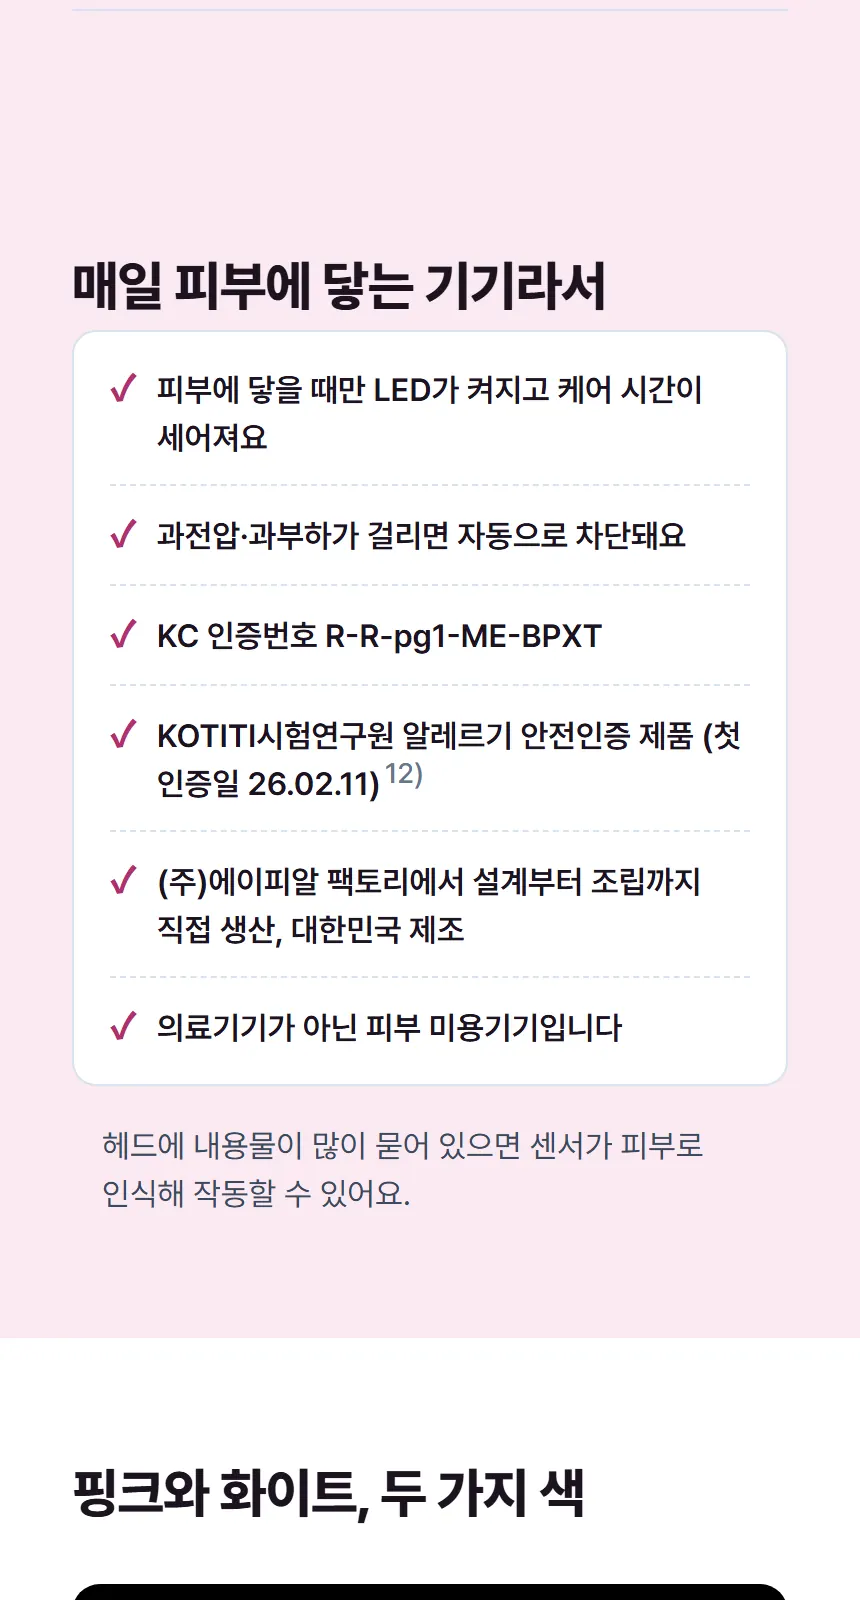 매일 피부에 닿는 기기라서
✓ 피부에 닿을 때만 LED가 켜지고 케어 시간이
세어져요
✓ 과전압·과부하가 걸리면 자동으로 차단돼요
✓ KC 인증번호 R-R-pg1-ME-BPXT
✓ KOTITI시험연구원 알레르기 안전인증 제품 (첫
인증일 26.02.11) 12)
✓ (주)에이피알 팩토리에서 설계부터 조립까지
직접 생산, 대한민국 제조
✓ 의료기기가 아닌 피부 미용기기입니다
헤드에 내용물이 많이 묻어 있으면 센서가 피부로
인식해 작동할 수 있어요.
핑크와 화이트, 두 가지 색